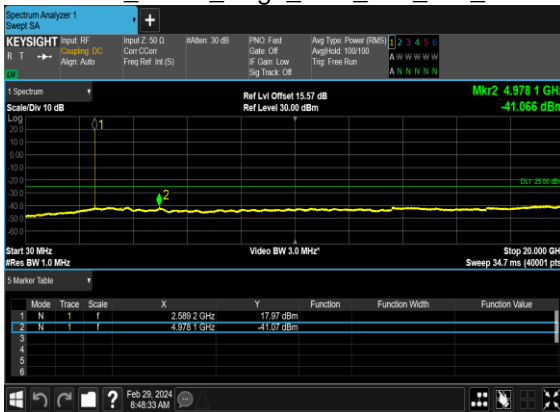 Spectrum Analyzer 1
Swept SA
+
KEYSIGHT Input: RF Input Z: 50 Ω #Atten: 30 dB PNO: Fast Avg Type: Power (RMS) 1 2 3 4 5 6
R T Coupling: DC Corr CCorr Gate: Off Avg|Hold: 100/100 A W W W W W
Align: Auto Freq Ref: Int (S) IF Gain: Low Trig: Free Run
Sig Track: Off A N N N N N
1 Spectrum
Ref Lvl Offset 15.57 dB Mkr2 4.978 1 GHz
Scale/Div 10 dB Ref Level 30.00 dBm -41.066 dBm
Log
20.0
10.0
0.00
-10.0
-20.0
-30.0
-40.0
-50.0
-60.0
1
2
DL1 -25.00 dBm
Start 30 MHz Video BW 3.0 MHz* Stop 20.000 GH
#Res BW 1.0 MHz Sweep 34.7 ms (40001 pts
5 Marker Table
Mode Trace Scale X Y Function Function Width Function Value
1 N 1 f 2.589 2 GHz 17.97 dBm
2 N 1 f 4.978 1 GHz -41.07 dBm
3
4
5
6
? Feb 29, 2024
8:48:33 AM